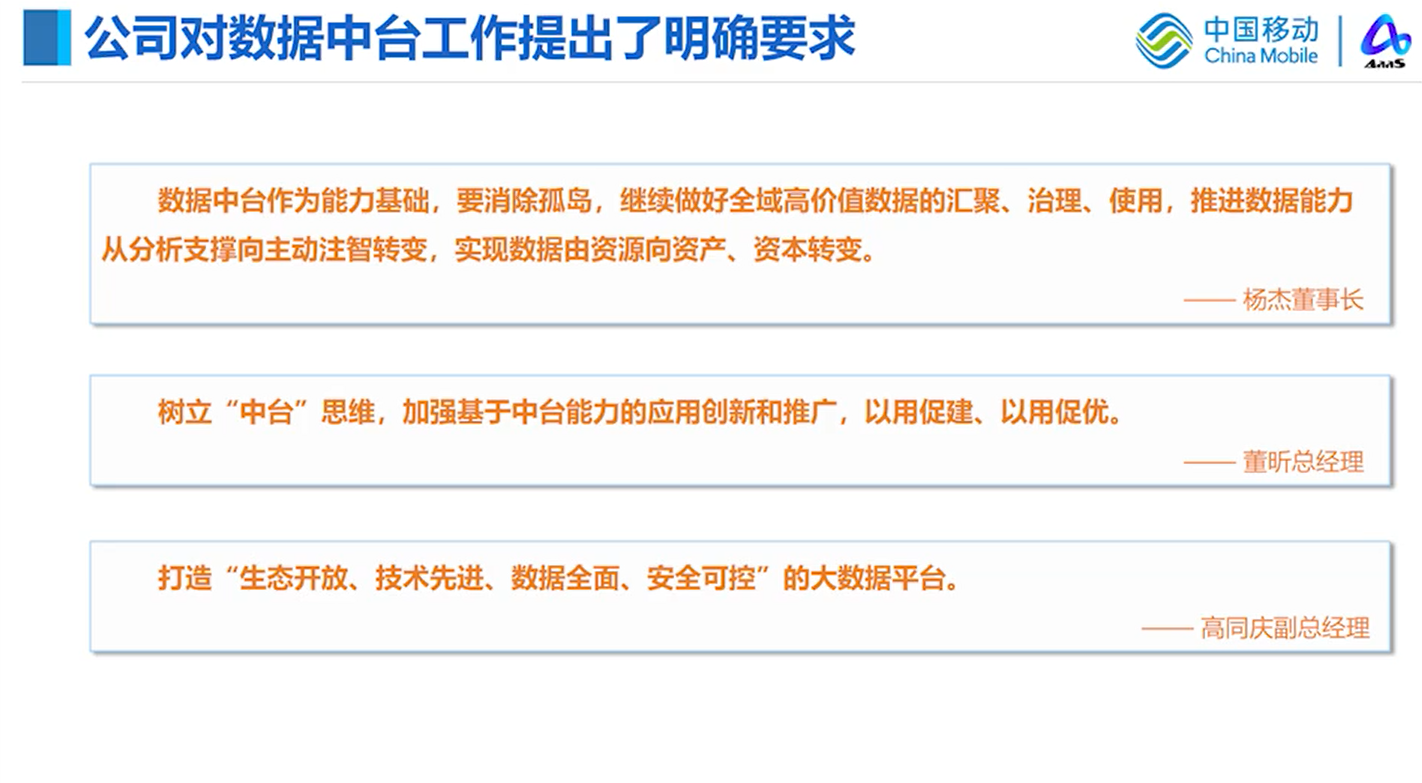 公司对数据中台工作提出了明确要求
中国移动
China Mobile
AaaS
数据中台作为能力基础，要消除孤岛，继续做好全域高价值数据的汇聚、治理、使用，推进数据能力
从分析支撑向主动注智转变，实现数据由资源向资产、资本转变。
—— 杨杰董事长
树立“中台”思维，加强基于中台能力的应用创新和推广，以用促建、以用促优。
—— 董昕总经理
打造“生态开放、技术先进、数据全面、安全可控”的大数据平台。
—— 高同庆副总经理